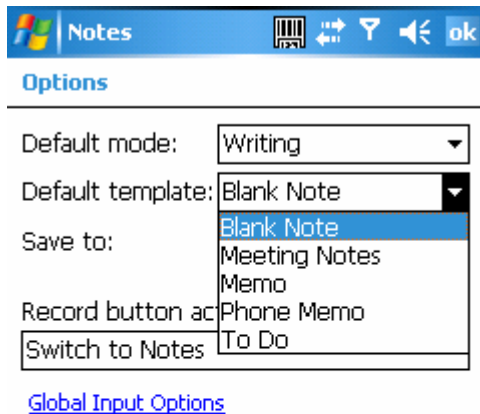 Notes
ok
Options
Default mode: Writing
Default template: Blank Note
Blank Note
Save to:
Meeting Notes
Memo
Record button ac Phone Memo
To Do
Switch to Notes
Global Input Options